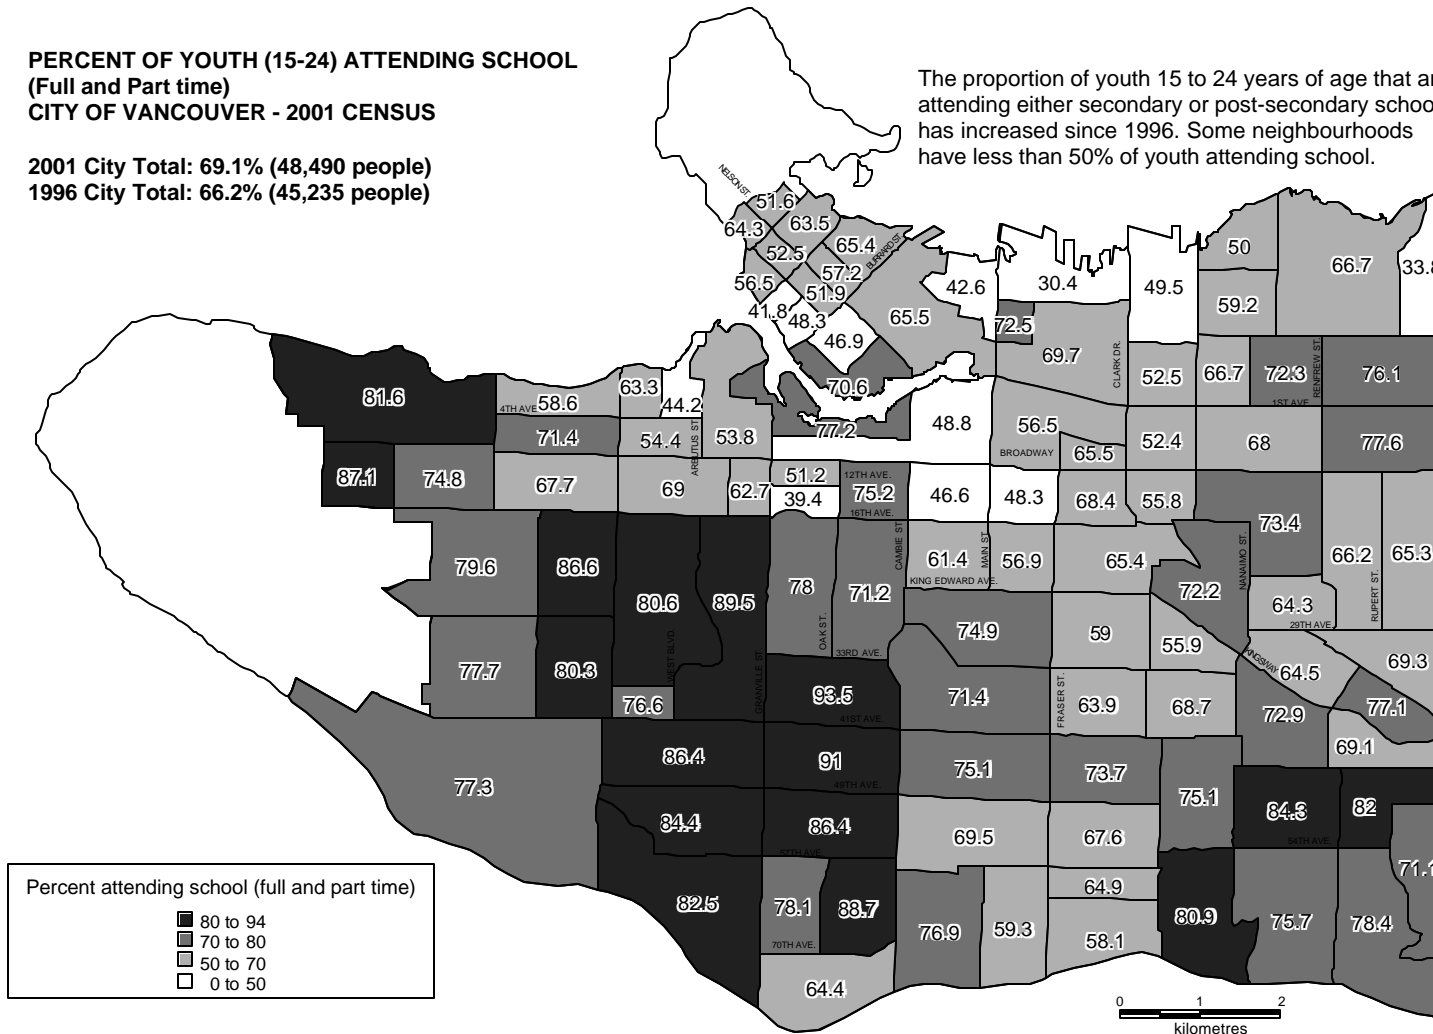 PERCENT OF YOUTH (15-24) ATTENDING SCHOOL
(Full and Part time)
CITY OF VANCOUVER - 2001 CENSUS
2001 City Total: 69.1% (48,490 people)
1996 City Total: 66.2% (45,235 people)
The proportion of youth 15 to 24 years of age that ar
attending either secondary or post-secondary schoo
has increased since 1996. Some neighbourhoods
have less than 50% of youth attending school.
NELSON ST.
51.6
64.3
63.5
52.5
65.4
BURRARD ST.
57.2
56.5
51.9
41.8
48.3
46.9
65.5
42.6
30.4
49.5
50
66.7
33.8
59.2
72.5
69.7
CLARK DR.
52.5
66.7
72.3
RENFREW ST.
76.1
1ST AVE.
70.6
81.6
4TH AVE.
58.6
63.3
44.2
71.4
54.4
ARBUTUS ST.
53.8
77.2
48.8
56.5
BROADWAY
65.5
52.4
68
77.6
87.1
74.8
67.7
69
62.7
51.2
39.4
12TH AVE.
75.2
16TH AVE.
46.6
48.3
68.4
55.8
73.4
79.6
86.6
80.6
89.5
78
71.2
CAMBIE ST.
61.4
MAIN ST.
56.9
KING EDWARD AVE.
65.4
72.2
NANAIMO ST.
66.2
65.3
RUPERT ST.
64.3
29TH AVE.
OAK ST.
33RD AVE.
74.9
59
55.9
KINGSWAY
64.5
69.3
77.7
80.3
WEST BLVD.
76.6
GRANVILLE ST.
93.5
41ST AVE.
71.4
FRASER ST.
63.9
68.7
72.9
77.1
69.1
77.3
86.4
91
49TH AVE.
75.1
73.7
75.1
84.3
54TH AVE.
82
84.4
86.4
57TH AVE.
69.5
67.6
71.1
82.5
78.1
70TH AVE.
88.7
76.9
59.3
64.9
58.1
80.9
75.7
78.4
64.4
Percent attending school (full and part time)
80 to 94
70 to 80
50 to 70
0 to 50
0 1 2
kilometres